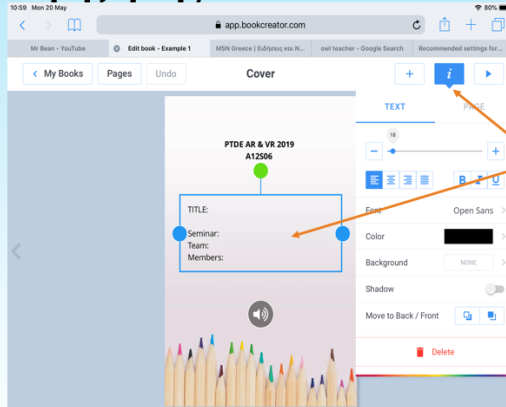 10:59 Mon 20 May
80%
app.bookcreator.com
Mr Bean - YouTube
Edit book - Example 1
MSN Greece | Ειδήσεις και Ν...
owl teacher - Google Search
Recommended settings for...
My Books
Pages
Undo
Cover
+
i
TEXT
PAGE
18
PTDE AR & VR 2019
A12S06
TITLE:
Seminar:
Team:
Members:
B I U
Font
Open Sans
Color
Background
NONE
Shadow
Move to Back / Front
Delete